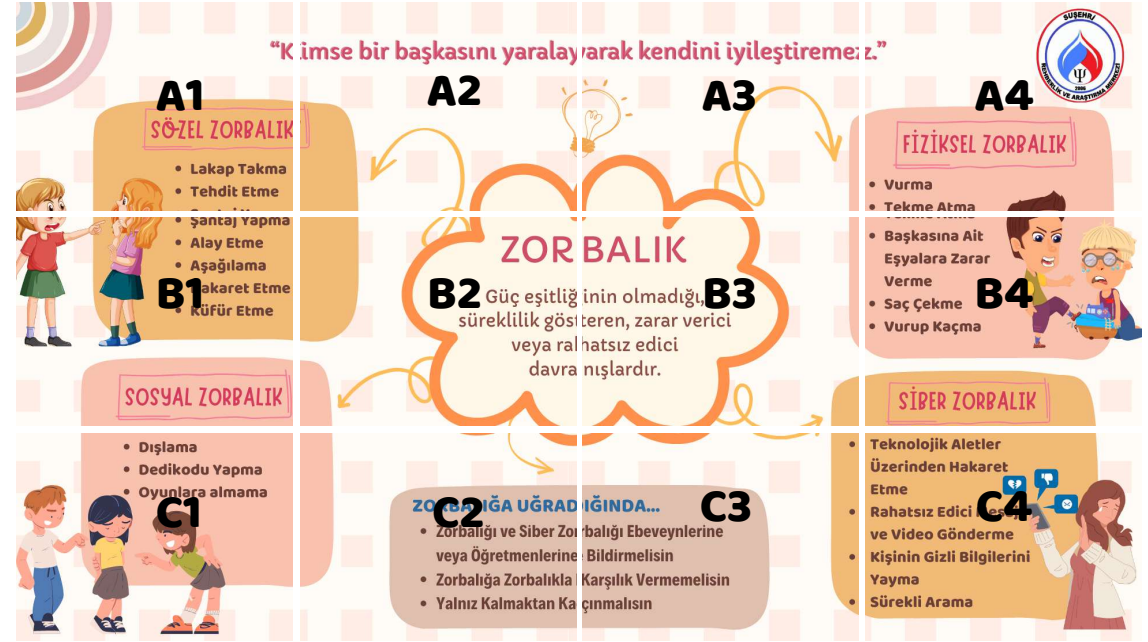 “Kimse bir başkasını yaralayarak kendini iyileştiremez.”
SUŞEHRİ
REHBERLİK VE ARAŞTIRMA MERKEZİ
2006
A1
A2
A3
A4
SÖZEL ZORBALIK
Lakap Takma
Tehdit Etme
Şantaj Yapma
Alay Etme
Aşağılama
Hakaret Etme
Küfür Etme
B1
FİZİKSEL ZORBALIK
Vurma
Tekme Atma
Başkasına Ait
Eşyalara Zarar
Verme
Saç Çekme
Vurup Kaçma
B4
ZORBALIK
Güç eşitliğinin olmadığı,
süreklilik gösteren, zarar verici
veya rahatsız edici
davranışlardır.
B2
B3
SOSYAL ZORBALIK
Dışlama
Dedikodu Yapma
Oyunlara almama
C1
SİBER ZORBALIK
Teknolojik Aletler
Üzerinden Hakaret
Etme
Rahatsız Edici Mesaj
ve Video Gönderme
Kişinin Gizli Bilgilerini
Yayma
Sürekli Arama
C4
ZORBALIĞA UĞRADIĞINDA...
Zorbalığı ve Siber Zorbalığı Ebeveynlerine
veya Öğretmenlerine Bildirmelisin
Zorbalığa Zorbalıkla Karşılık Vermemelisin
Yalnız Kalmaktan Kaçınmalısın
C2
C3